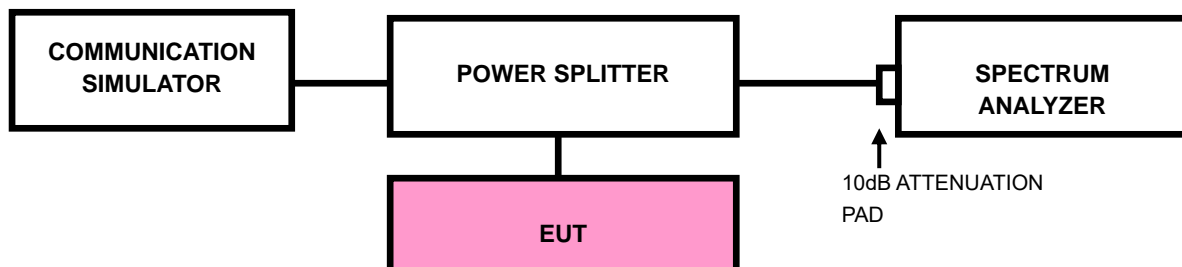 COMMUNICATION
SIMULATOR
POWER SPLITTER
SPECTRUM
ANALYZER
10dB ATTENUATION
PAD
EUT